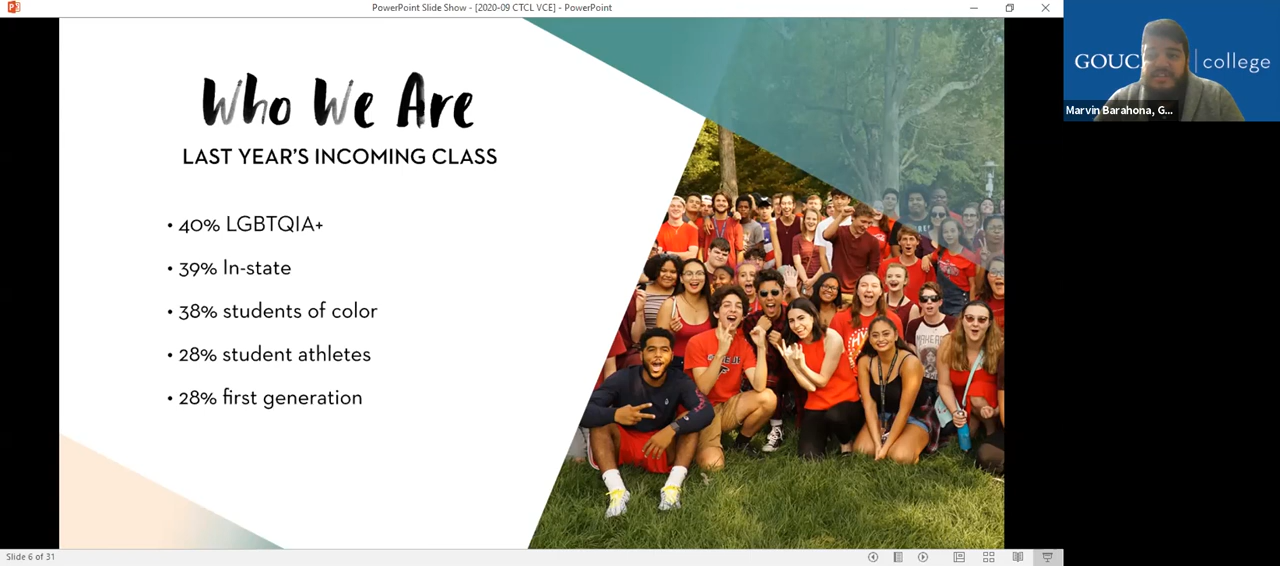 PowerPoint Slide Show - [2020-09 CTCL VCE] - PowerPoint
Who We Are
LAST YEAR'S INCOMING CLASS
• 40% LGBTQIA+
• 39% In-state
• 38% students of color
• 28% student athletes
• 28% first generation
GOUC
college
Marvin Barahona, G...
Slide 6 of 31